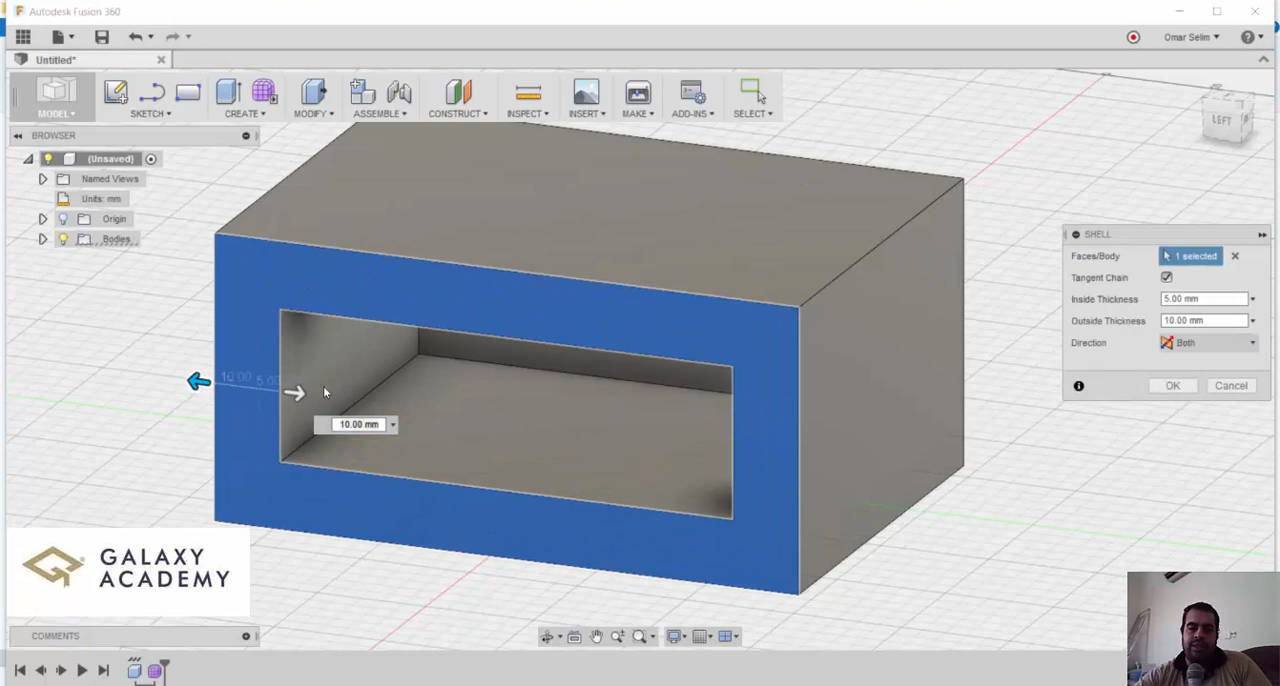 Autodesk Fusion 360
Omar Selim
Untitled*
MODEL
SKETCH
CREATE
MODIFY
ASSEMBLE
CONSTRUCT
INSPECT
INSERT
MAKE
ADD-INS
SELECT
LEFT
BROWSER
(Unsaved)
Named Views
Units: mm
Origin
Bodies
SHELL
Faces/Body 1 selected
Tangent Chain
Inside Thickness 5.00 mm
Outside Thickness 10.00 mm
Direction Both
OK Cancel
10.00 5.00
10.00 mm
GALAXY
ACADEMY
COMMENTS